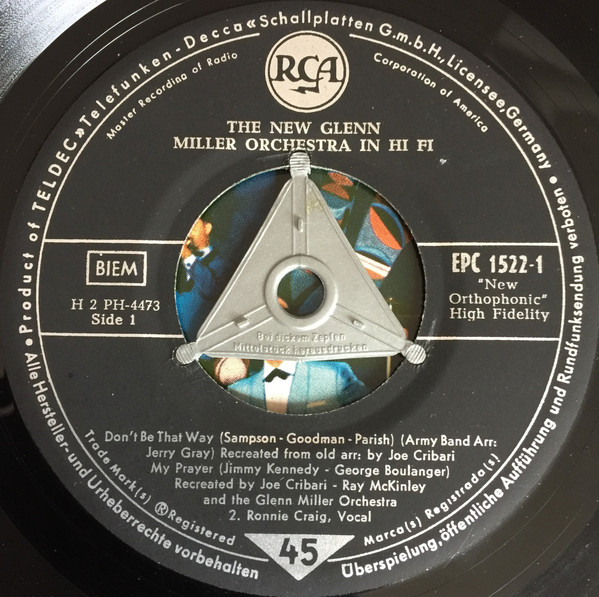 Product of TELDEC »Telefunken - Decca« Schallplatten G.m.b.H., Licensee, Germany •
Master Recording of Radio
Corporation of America
RCA
THE NEW GLENN
MILLER ORCHESTRA IN HI FI
BIEM
H 2 PH-4473
Side 1
EPC 1522-1
"New
Orthophonic"
High Fidelity
Bei dickem Zapfen
Mittelstück herausdrücken
Don't Be That Way (Sampson - Goodman - Parish) (Army Band Arr:
Jerry Gray) Recreated from old arr: by Joe Cribari
My Prayer (Jimmy Kennedy - George Boulanger)
Recreated by Joe Cribari - Ray McKinley
and the Glenn Miller Orchestra
2. Ronnie Craig, Vocal
Trade Mark(s) ® Registered
Marca(s) Registrada(s)
45
• Alle Hersteller- und Urheberrechte vorbehalten
Überspielung, öffentliche Aufführung und Rundfunksendung verboten